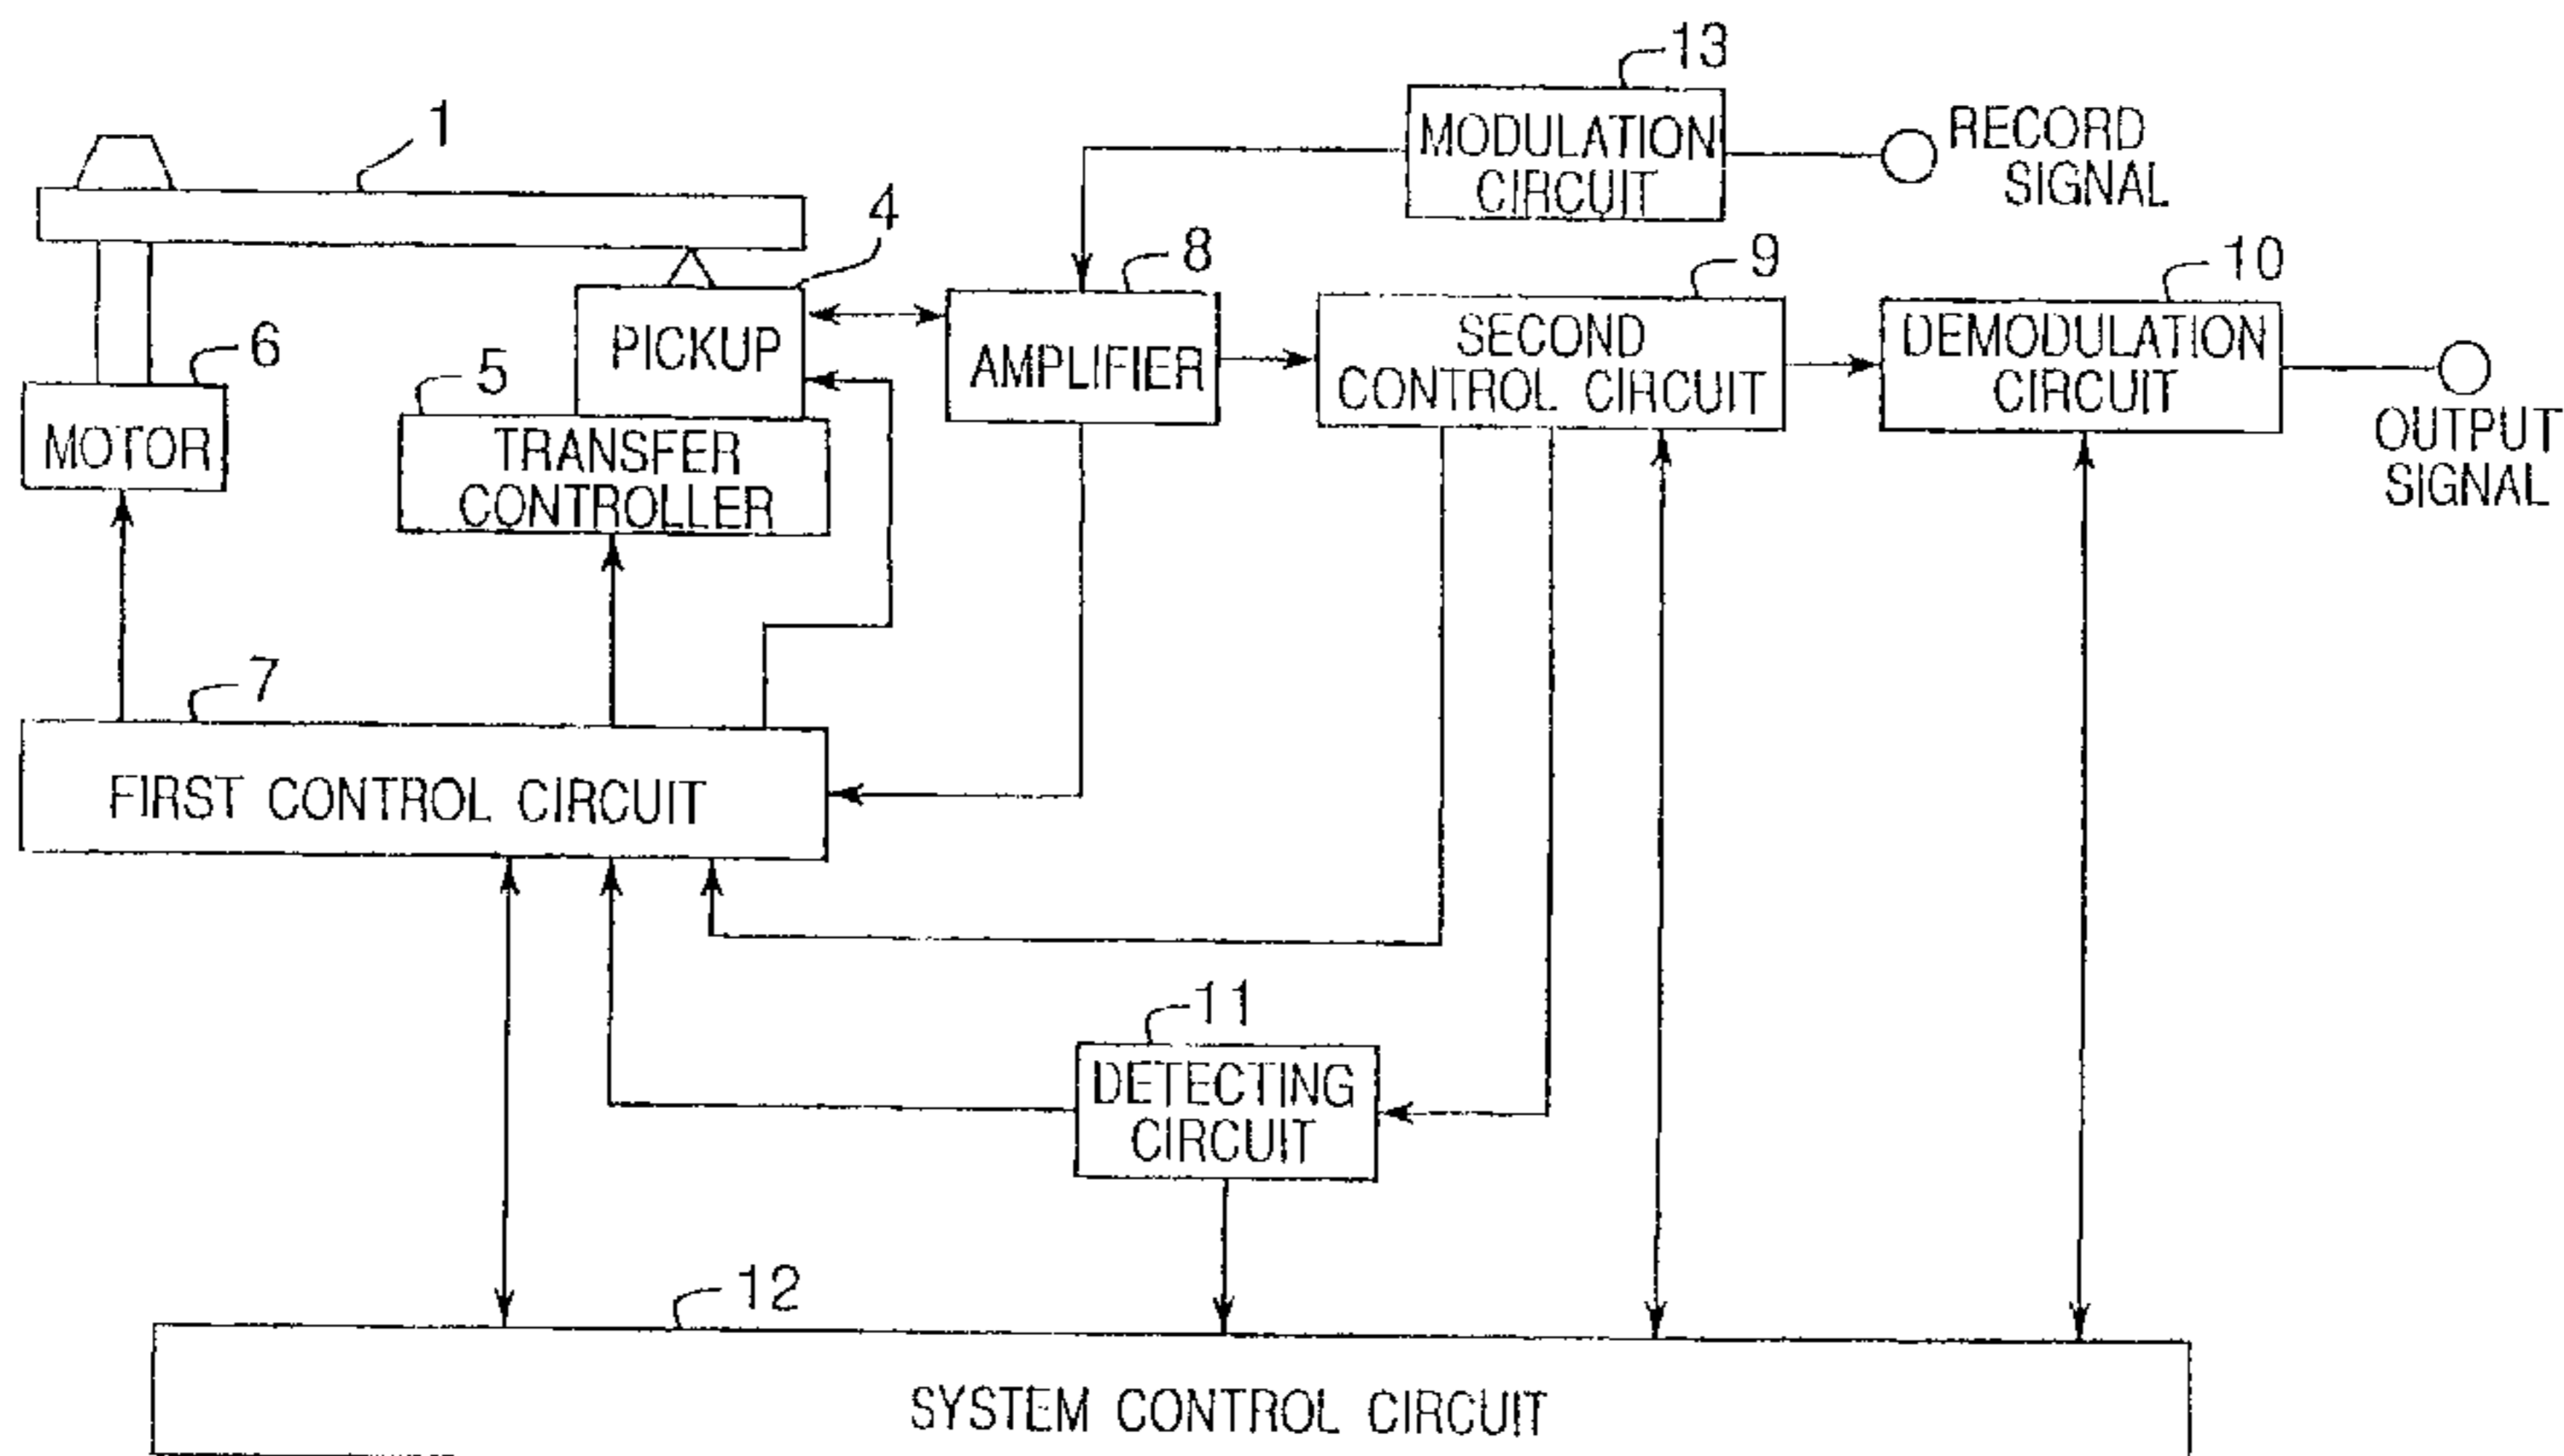 13
RECORD
SIGNAL
MODULATION
CIRCUIT
1
4
8
9
10
PICKUP
AMPLIFIER
SECOND
CONTROL CIRCUIT
DEMODULATION
CIRCUIT
OUTPUT
SIGNAL
6
5
MOTOR
TRANSFER
CONTROLLER
7
FIRST CONTROL CIRCUIT
11
DETECTING
CIRCUIT
12
SYSTEM CONTROL CIRCUIT